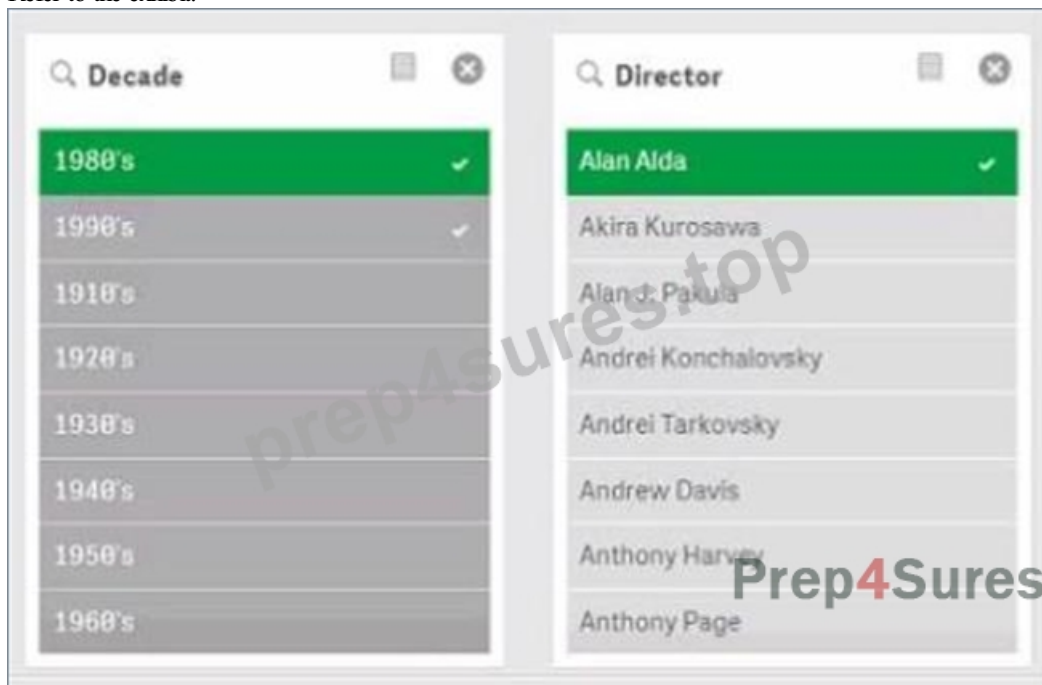 Decade
1980's
1990's
1910's
1920's
1930's
1940's
1950's
1960's
Director
Alan Alda
Akira Kurosawa
Alan J. Pakula
Andrei Konchalovsky
Andrei Tarkovsky
Andrew Davis
Anthony Harvey
Anthony Page
prep4sures.top
Prep4Sures